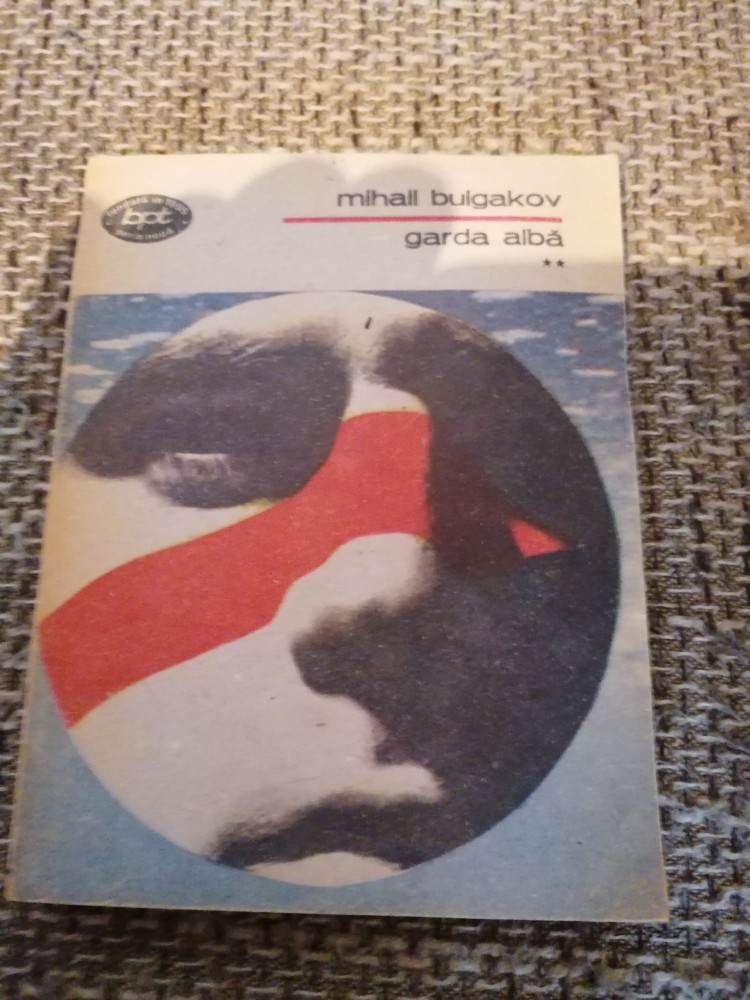 mihail bulgakov
garda albă
**
bpt